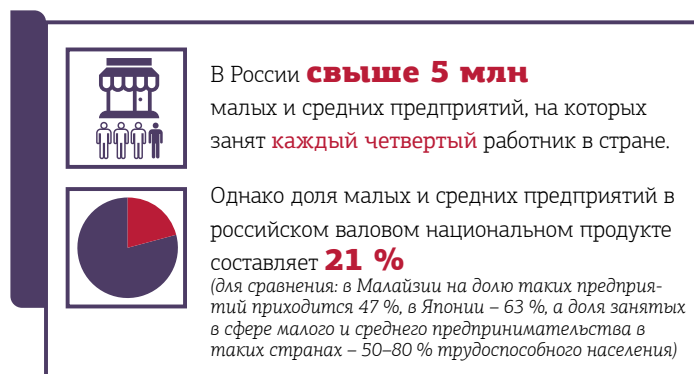 В России свыше 5 млн
малых и средних предприятий, на которых
занят каждый четвертый работник в стране.
Однако доля малых и средних предприятий в
российском валовом национальном продукте
составляет 21 %
(для сравнения: в Малайзии на долю таких предприя-
тий приходится 47 %, в Японии – 63 %, а доля занятых
в сфере малого и среднего предпринимательства в
таких странах – 50–80 % трудоспособного населения)